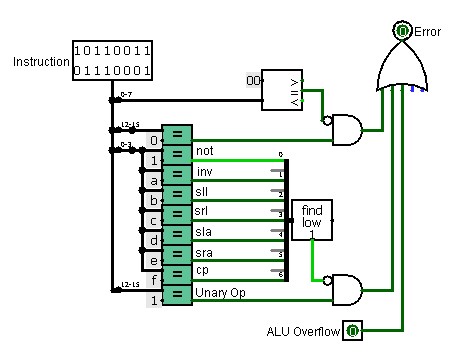 Error
Instruction
10110011
01110001
0-7
00
> = <
12-15
0 =
0-3
1 = not
a = inv
b = sll
c = srl
d = sla
e = sra
f = cp
12-15
1 = Unary Op
0
1
2
3
4
5
6
find
low
1
ALU Overflow
0